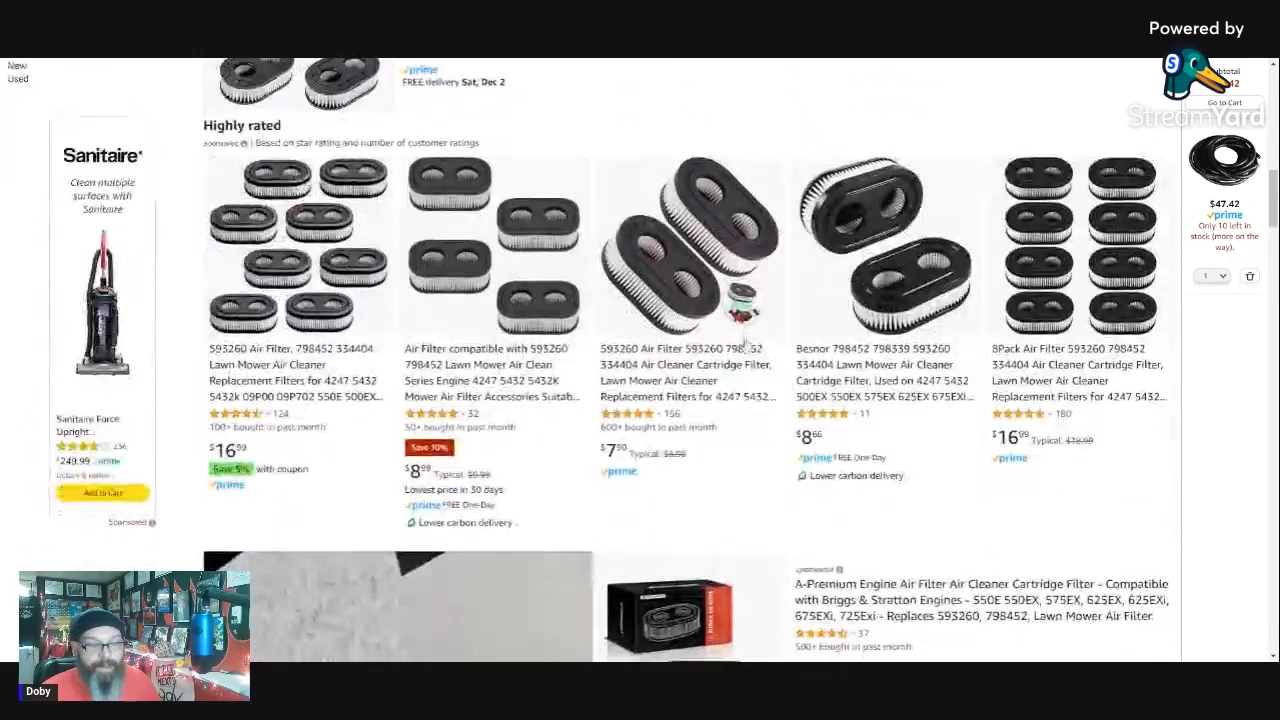 Powered by
StreamYard
New
Used
prime
FREE delivery Sat, Dec 2
Highly rated
Sponsored | Based on star rating and number of customer ratings
Sanitaire
Clean multiple
surfaces with
Sanitaire
Sanitaire Force
Upright...
236
$249.99 prime
Add to Cart
Sponsored
593260 Air Filter, 798452 334404
Lawn Mower Air Cleaner
Replacement Filters for 4247 5432
5432k 09P00 09P702 550E 500EX...
124
100+ bought in past month
$16 99
Save 5% with coupon
prime
Air Filter compatible with 593260
798452 Lawn Mower Air Clean
Series Engine 4247 5432 5432K
Mower Air Filter Accessories Suitab...
32
50+ bought in past month
Save 10%
$8 99 Typical: $9.99
Lowest price in 30 days
prime FREE One-Day
Lower carbon delivery
593260 Air Filter 593260 798452
334404 Air Cleaner Cartridge Filter,
Lawn Mower Air Cleaner
Replacement Filters for 4247 5432...
156
600+ bought in past month
$7 90 Typical:
prime
Besnor 798452 798339 593260
334404 Lawn Mower Air Cleaner
Cartridge Filter, Used on 4247 5432
500EX 550EX 575EX 625EX 675EXi...
11
$8 66
prime FREE One-Day
Lower carbon delivery
8Pack Air Filter 593260 798452
334404 Air Cleaner Cartridge Filter,
Lawn Mower Air Cleaner
Replacement Filters for 4247 5432...
180
$16 99 Typical: $18.99
prime
Sponsored
A-Premium Engine Air Filter Air Cleaner Cartridge Filter - Compatible
with Briggs & Stratton Engines - 550E 550EX, 575EX, 625EX, 625EXi,
675EXi, 725EXi - Replaces 593260, 798452, Lawn Mower Air Filter
37
500+ bought in past month
Go to Cart
$47.42
prime
Only 10 left in
stock (more on the
way).
1
Doby